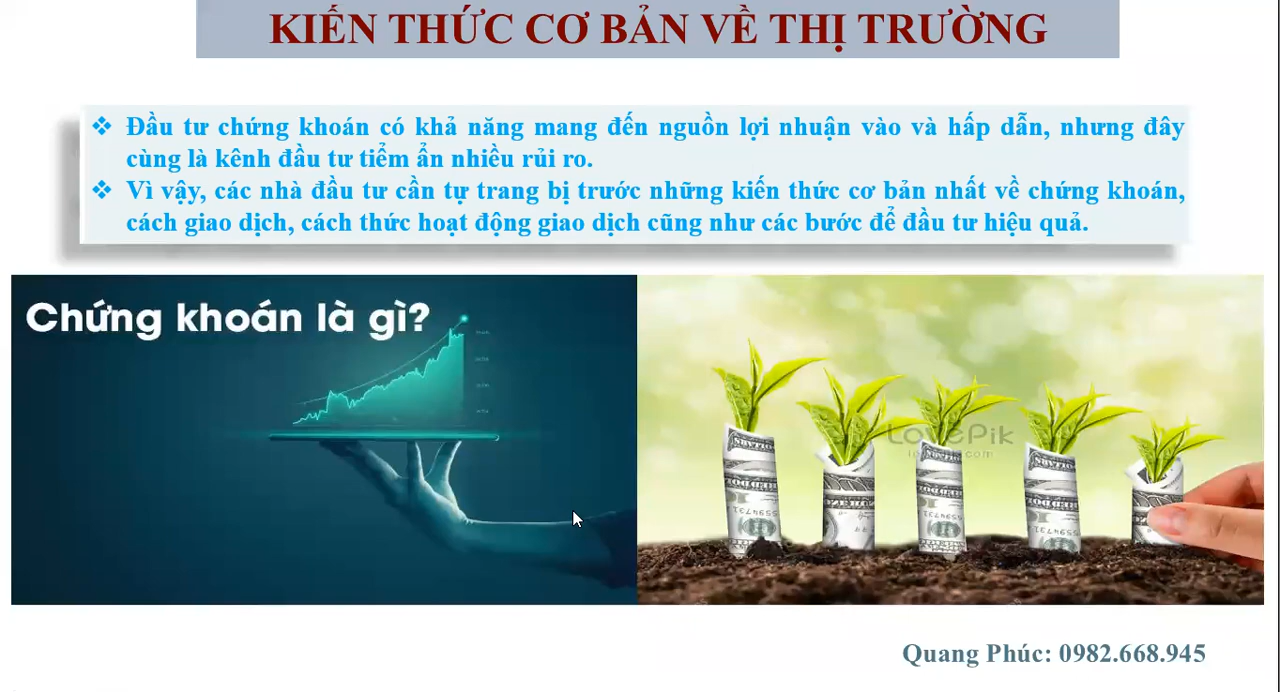 KIẾN THỨC CƠ BẢN VỀ THỊ TRƯỜNG
❖ Đầu tư chứng khoán có khả năng mang đến nguồn lợi nhuận vào và hấp dẫn, nhưng đây
cùng là kênh đầu tư tiểm ẩn nhiều rủi ro.
❖ Vì vậy, các nhà đầu tư cần tự trang bị trước những kiến thức cơ bản nhất về chứng khoán,
cách giao dịch, cách thức hoạt động giao dịch cũng như các bước để đầu tư hiệu quả.
Chứng khoán là gì?
LovePik
Quang Phúc: 0982.668.945